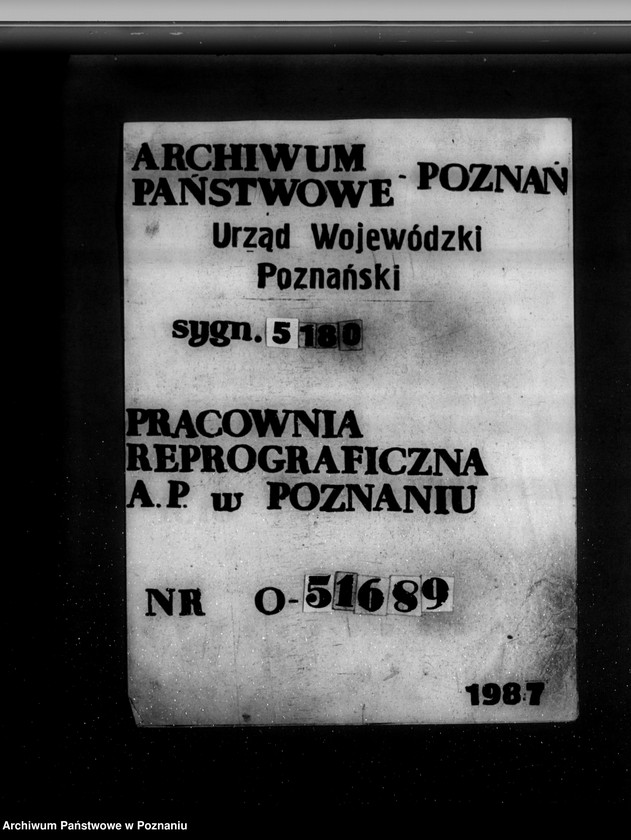 ARCHIWUM
PAŃSTWOWE - POZNAŃ
Urząd Wojewódzki
Poznański
sygn. 5180
PRACOWNIA
REPROGRAFICZNA
A.P. w POZNANIU
NR O-51689
1987
Archiwum Państwowe w Poznaniu